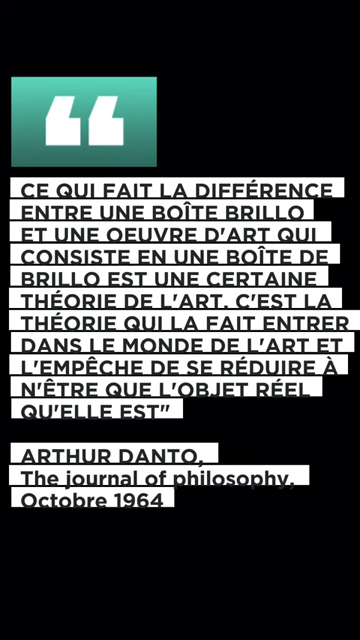 “
CE QUI FAIT LA DIFFÉRENCE
ENTRE UNE BOÎTE BRILLO
ET UNE OEUVRE D'ART QUI
CONSISTE EN UNE BOÎTE DE
BRILLO EST UNE CERTAINE
THÉORIE DE L'ART. C'EST LA
THÉORIE QUI LA FAIT ENTRER
DANS LE MONDE DE L'ART ET
L'EMPÊCHE DE SE RÉDUIRE À
N'ÊTRE QUE L'OBJET RÉEL
QU'ELLE EST"
ARTHUR DANTO,
The journal of philosophy,
Octobre 1964